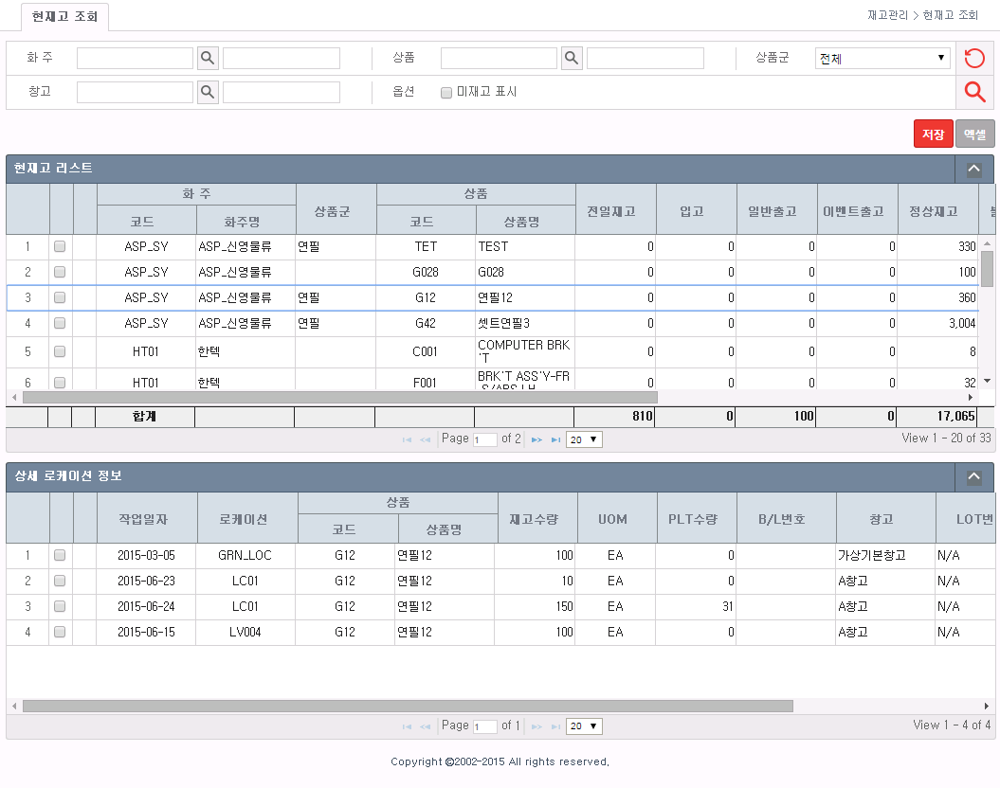 현재고 조회
재고관리 > 현재고 조회
화 주 상품 상품군 전체
창고 옵션 미재고 표시
저장 엑셀
현재고 리스트
화 주 상품군 상품 전일재고 입고 일반출고 이벤트출고 정상재고
코드 화주명 코드 상품명
1 ASP_SY ASP_신영물류 연필 TET TEST 0 0 0 0 330
2 ASP_SY ASP_신영물류 G028 G028 0 0 0 0 100
3 ASP_SY ASP_신영물류 연필 G12 연필12 0 0 0 0 360
4 ASP_SY ASP_신영물류 연필 G42 셋트연필3 0 0 0 0 3,004
5 HT01 한텍 C001 COMPUTER BRK'T 0 0 0 0 8
6 HT01 한텍 F001 BRK'T ASS'Y-FR 0 0 0 0 32
합계 810 0 100 0 17,065
Page 1 of 2 20 View 1 - 20 of 33
상세 로케이션 정보
작업일자 로케이션 상품 재고수량 UOM PLT수량 B/L번호 창고 LOT번
코드 상품명
1 2015-03-05 GRN_LOC G12 연필12 100 EA 0 가상기본창고 N/A
2 2015-06-23 LC01 G12 연필12 10 EA 0 A창고 N/A
3 2015-06-24 LC01 G12 연필12 150 EA 31 A창고 N/A
4 2015-06-15 LV004 G12 연필12 100 EA 0 A창고 N/A
Page 1 of 1 20 View 1 - 4 of 4
Copyright ©2002-2015 All rights reserved,